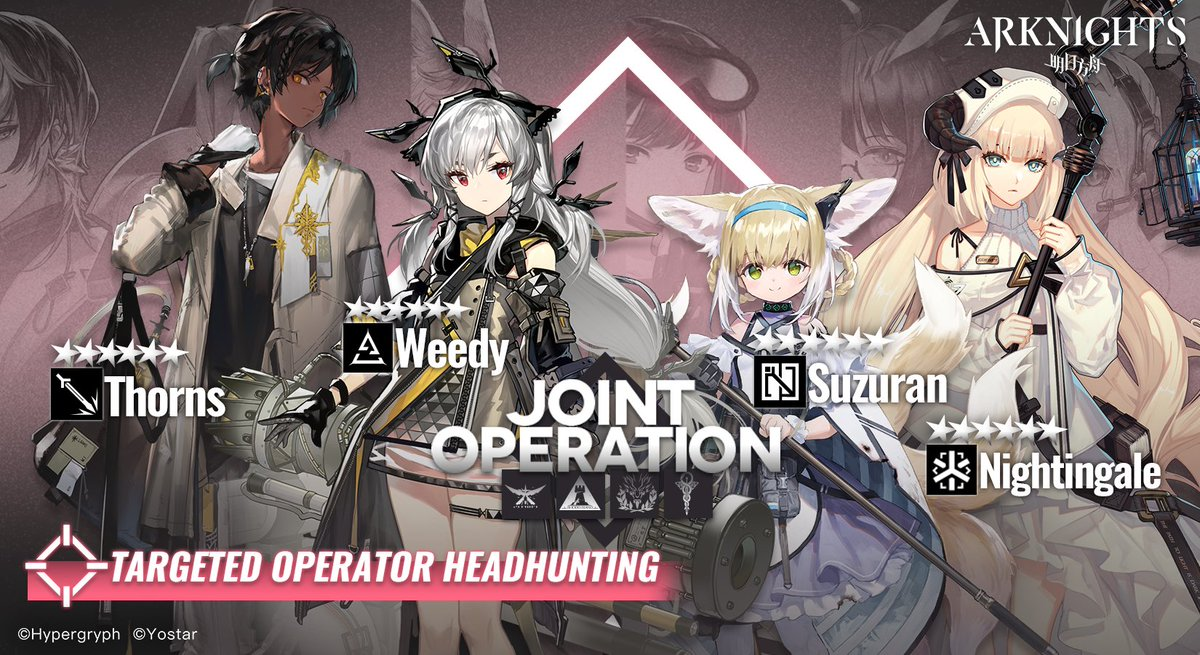 ARKNIGHTS
明日方舟
★★★★★★
Weedy
★★★★★★
Thorns
★★★★★★
Suzuran
★★★★★★
Nightingale
JOINT
OPERATION
TARGETED OPERATOR HEADHUNTING
©Hypergryph ©Yostar